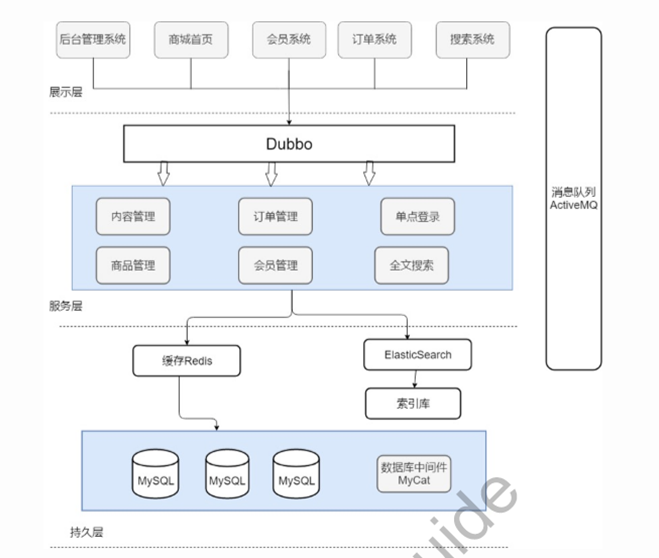 后台管理系统
商城首页
会员系统
订单系统
搜索系统
展示层
Dubbo
消息队列
ActiveMQ
内容管理
订单管理
单点登录
商品管理
会员管理
全文搜索
服务层
缓存Redis
ElasticSearch
索引库
MySQL
MySQL
MySQL
数据库中间件
MyCat
持久层
uide